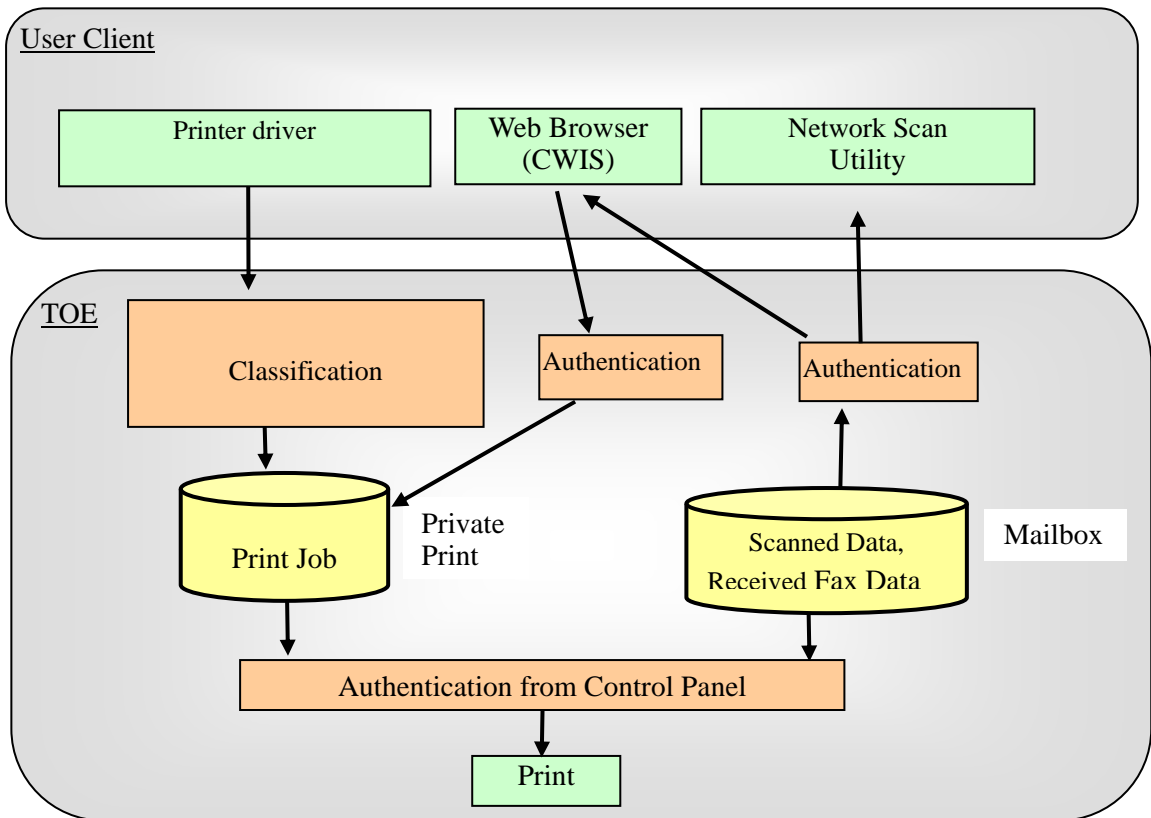 User Client
Printer driver
Web Browser
(CWIS)
Network Scan
Utility
TOE
Classification
Authentication
Authentication
Print Job
Private
Print
Scanned Data,
Received Fax Data
Mailbox
Authentication from Control Panel
Print